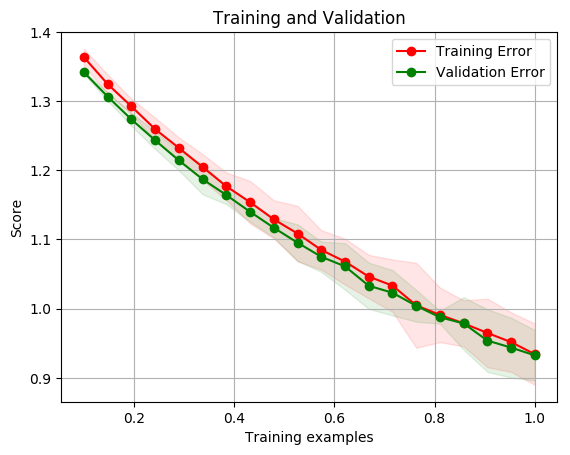 Training and Validation
1.4
1.3
1.2
1.1
1.0
0.9
Score
Training Error
Validation Error
0.2 0.4 0.6 0.8 1.0
Training examples